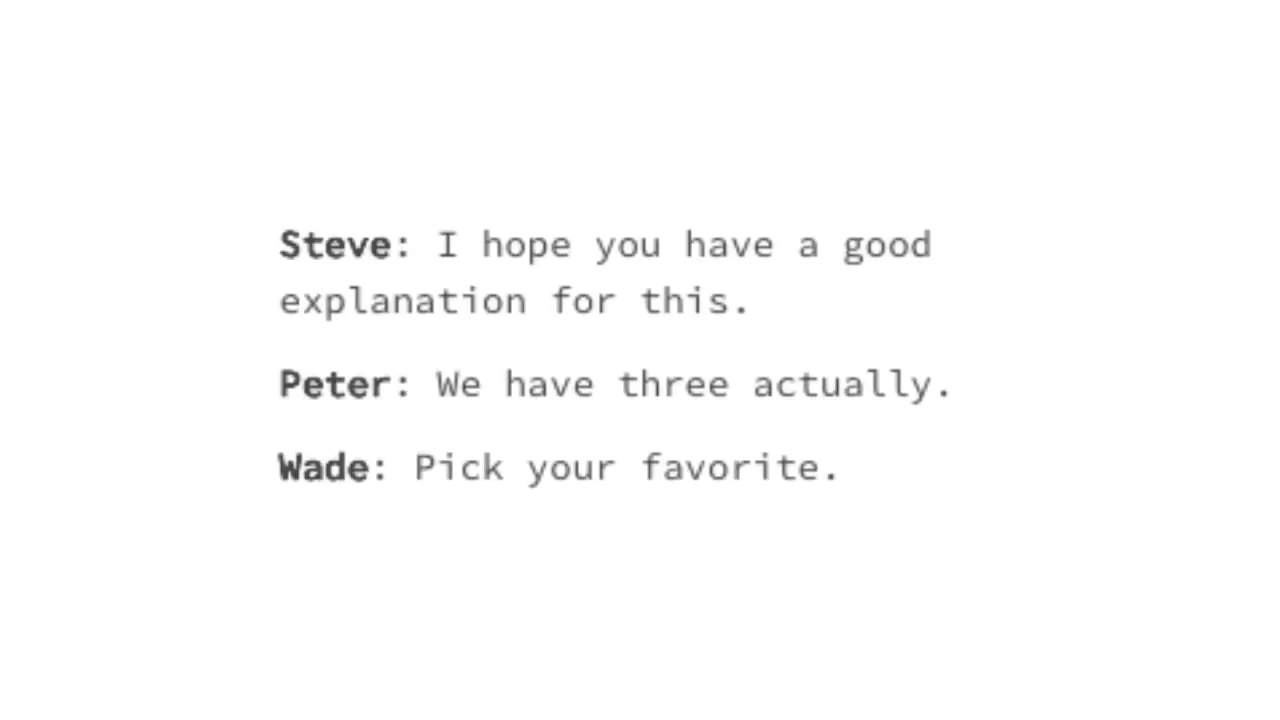 Steve: I hope you have a good
explanation for this.
Peter: We have three actually.
Wade: Pick your favorite.